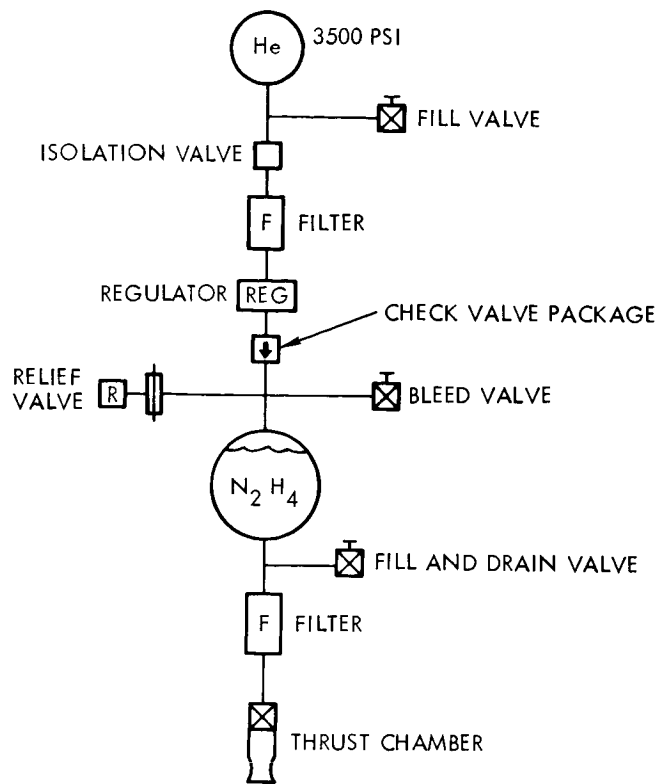 He 3500 PSI
FILL VALVE
ISOLATION VALVE
F FILTER
REGULATOR REG
CHECK VALVE PACKAGE
RELIEF
VALVE
R
BLEED VALVE
N2 H4
FILL AND DRAIN VALVE
F FILTER
THRUST CHAMBER